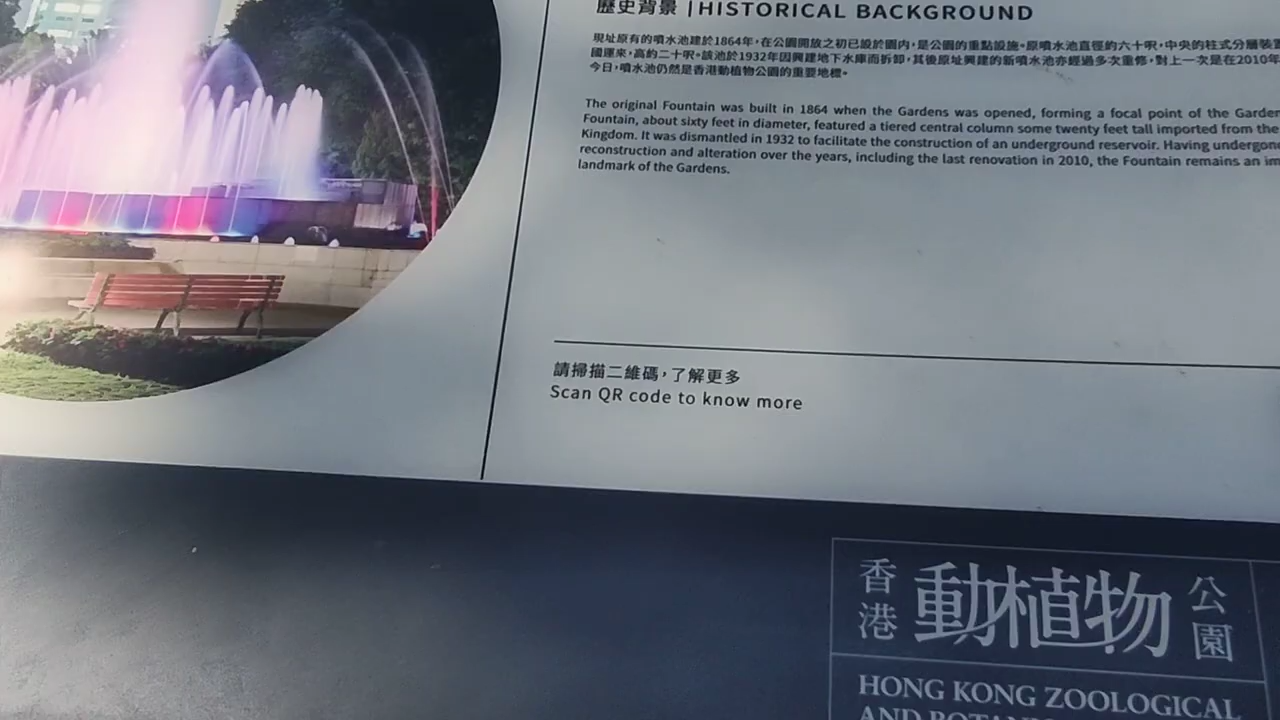 歷史背景 | HISTORICAL BACKGROUND
現址原有的噴水池建於1864年，在公園開放之初已設於園內，是公園的重點設施。原噴水池直徑約六十呎，中央的柱式分層裝
國運來，高約二十呎。該池於1932年因興建地下水庫而拆卸，其後原址興建的新噴水池亦經過多次重修，對上一次是在2010年
今日，噴水池仍然是香港動植物公園的重要地標。
The original Fountain was built in 1864 when the Gardens was opened, forming a focal point of the Garden
Fountain, about sixty feet in diameter, featured a tiered central column some twenty feet tall imported from the
Kingdom. It was dismantled in 1932 to facilitate the construction of an underground reservoir. Having undergone
reconstruction and alteration over the years, including the last renovation in 2010, the Fountain remains an im
landmark of the Gardens.
請掃描二維碼，了解更多
Scan QR code to know more
香港動植物公園
HONG KONG ZOOLOGICAL
AND BOTANI